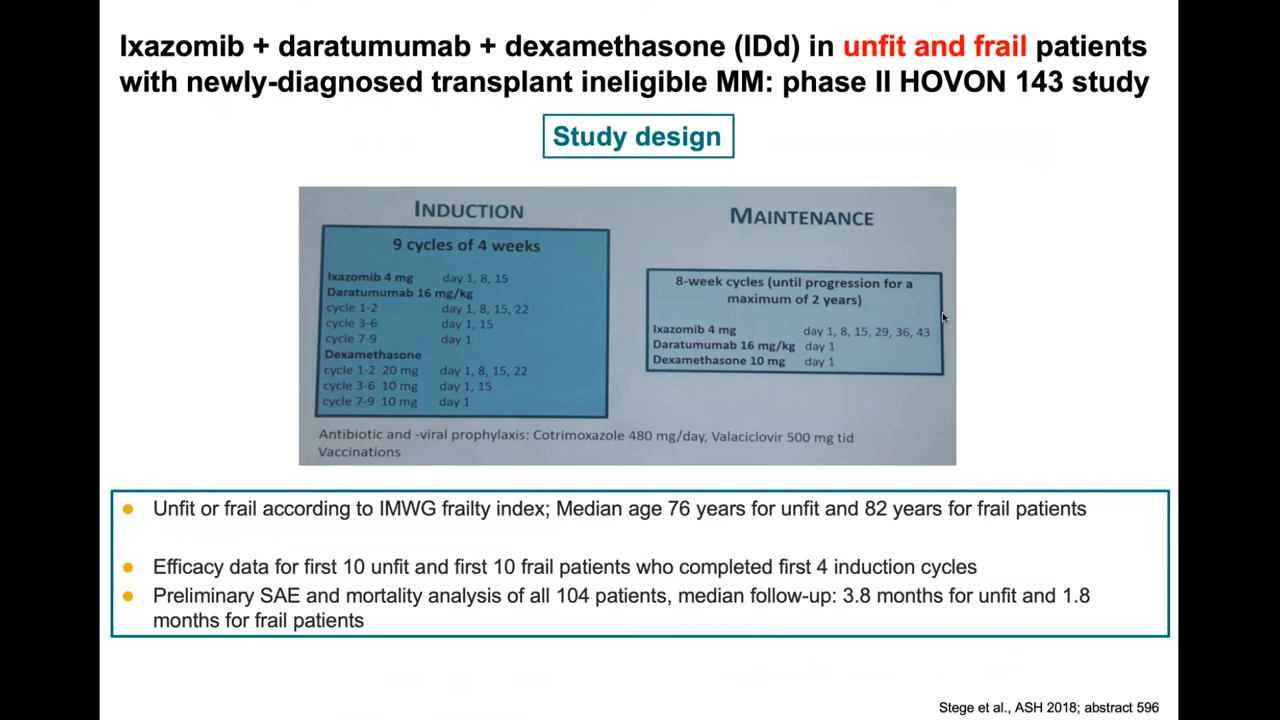 Ixazomib + daratumumab + dexamethasone (IDd) in unfit and frail patients
with newly-diagnosed transplant ineligible MM: phase II HOVON 143 study
Study design
INDUCTION
9 cycles of 4 weeks
Ixazomib 4 mg day 1, 8, 15
Daratumumab 16 mg/kg
cycle 1-2 day 1, 8, 15, 22
cycle 3-6 day 1, 15
cycle 7-9 day 1
Dexamethasone
cycle 1-2 20 mg day 1, 8, 15, 22
cycle 3-6 10 mg day 1, 15
cycle 7-9 10 mg day 1
MAINTENANCE
8-week cycles (until progression for a
maximum of 2 years)
Ixazomib 4 mg day 1, 8, 15, 29, 36, 43
Daratumumab 16 mg/kg day 1
Dexamethasone 10 mg day 1
Antibiotic and -viral prophylaxis: Cotrimoxazole 480 mg/day, Valaciclovir 500 mg tid
Vaccinations
Unfit or frail according to IMWG frailty index; Median age 76 years for unfit and 82 years for frail patients
Efficacy data for first 10 unfit and first 10 frail patients who completed first 4 induction cycles
Preliminary SAE and mortality analysis of all 104 patients, median follow-up: 3.8 months for unfit and 1.8
months for frail patients
Stege et al., ASH 2018; abstract 596